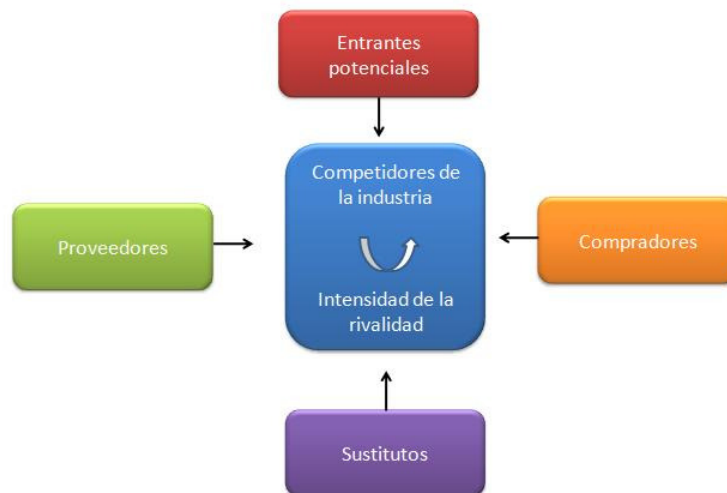 Entrantes
potenciales
Competidores de
la industria
Proveedores
Compradores
Intensidad de la
rivalidad
Sustitutos